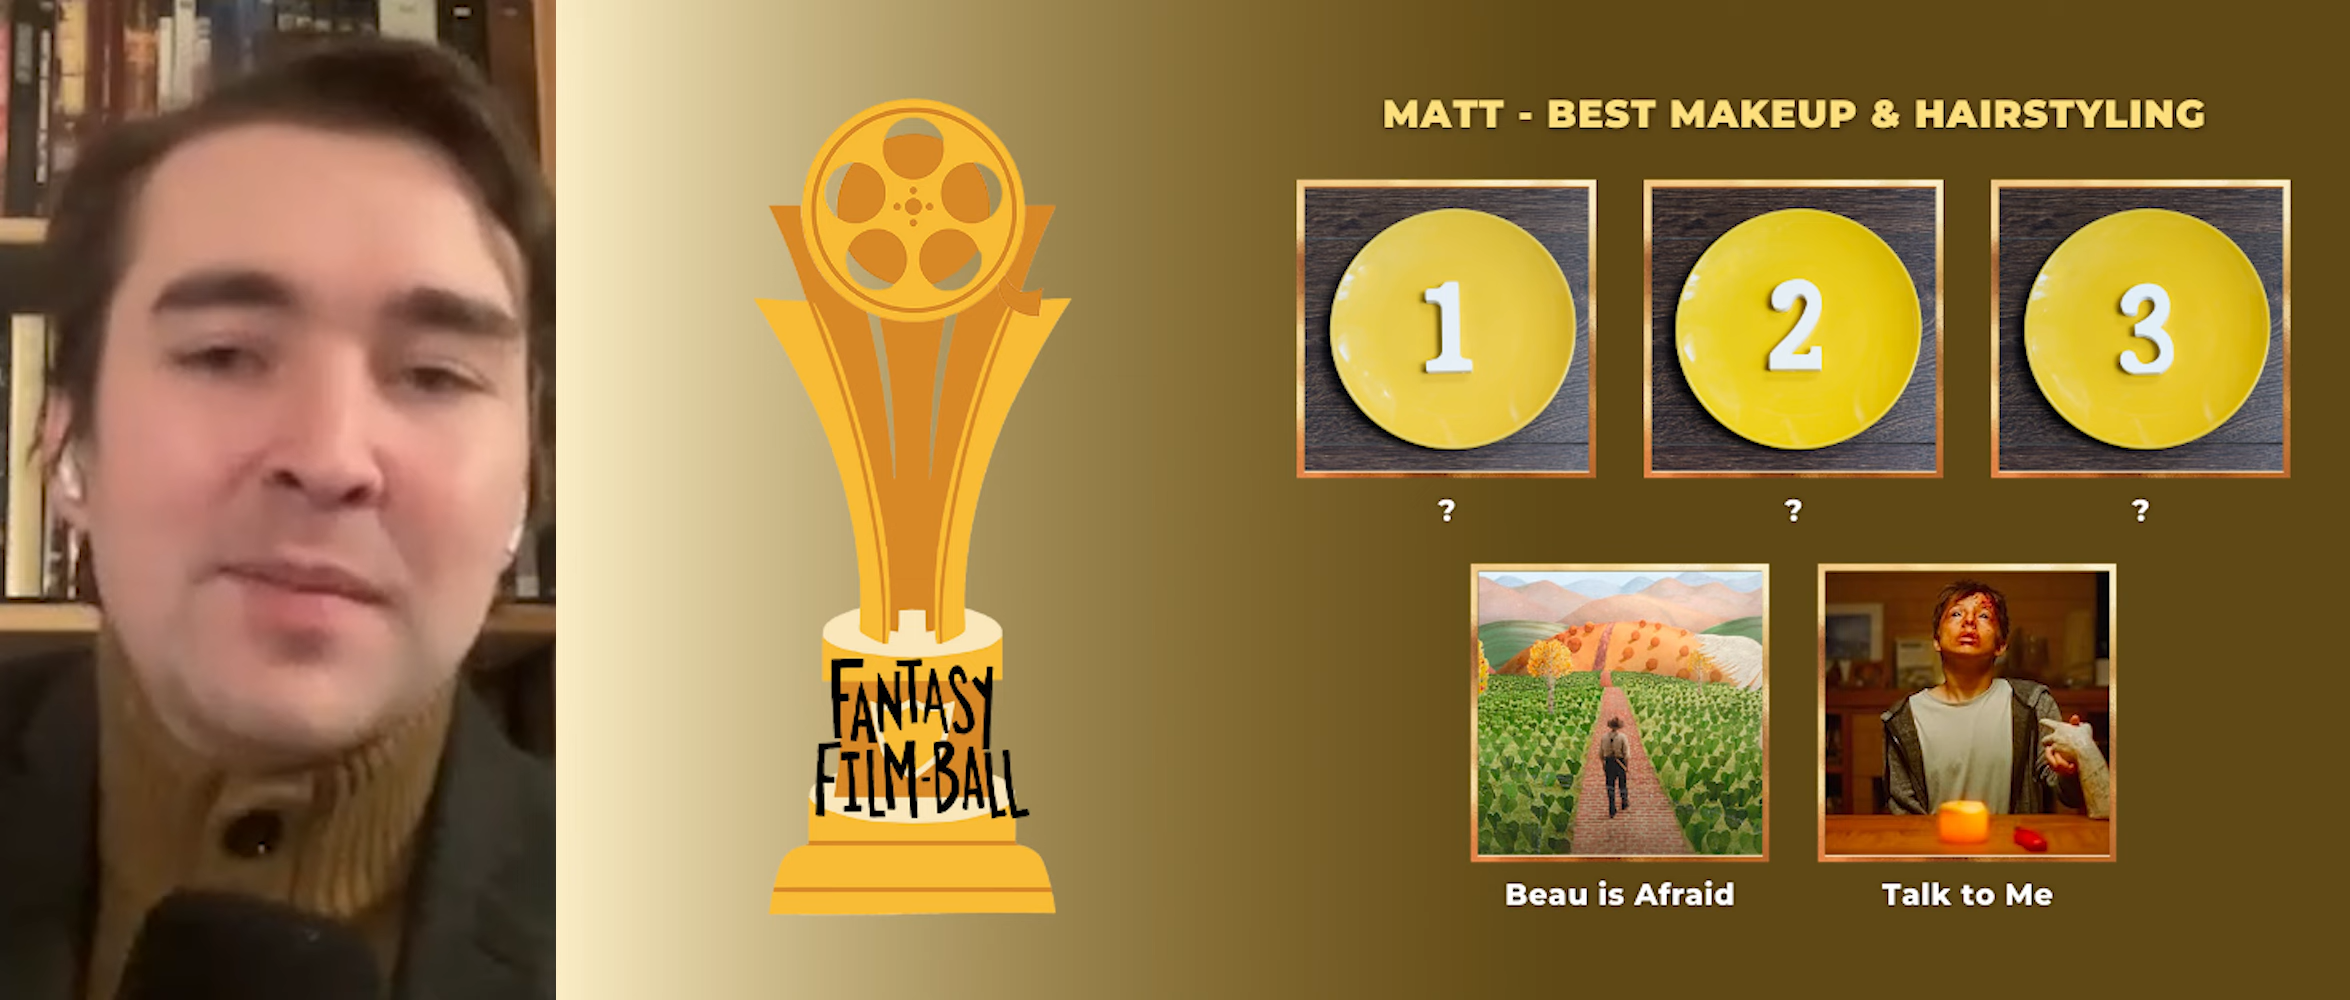 MATT - BEST MAKEUP & HAIRSTYLING
1 2 3
? ? ?
FANTASY
FILM-BALL
Beau is Afraid Talk to Me